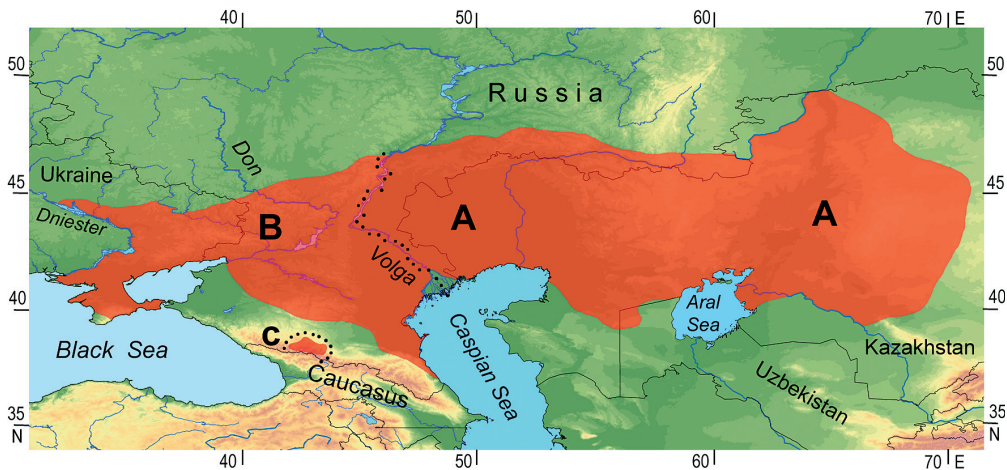 40 50 60 70 E
50 50
Russia
Don
Ukraine
45 45
Dniester
B A A
Volga
40 40
Aral
Sea
C
Black Sea
Caspian Sea
Kazakhstan
Caucasus
Uzbekistan
35 35
N N
40 50 60 70 E